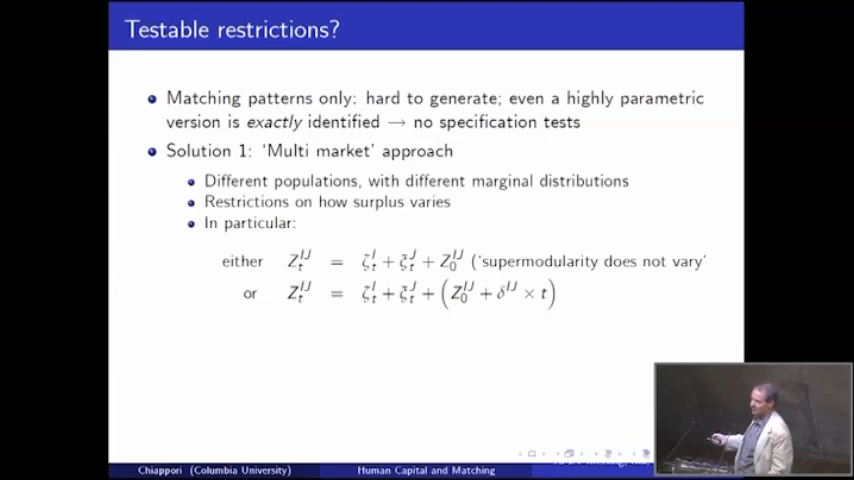 Testable restrictions?
Matching patterns only: hard to generate; even a highly parametric
version is exactly identified → no specification tests
Solution 1: ‘Multi market’ approach
Different populations, with different marginal distributions
Restrictions on how surplus varies
In particular:
either Z_t^{IJ} = ζ_t^I + ξ_t^J + Z_0^{IJ} (‘supermodularity does not vary’
or Z_t^{IJ} = ζ_t^I + ξ_t^J + (Z_0^{IJ} + δ^{IJ} × t)
Chiappori (Columbia University) Human Capital and Matching